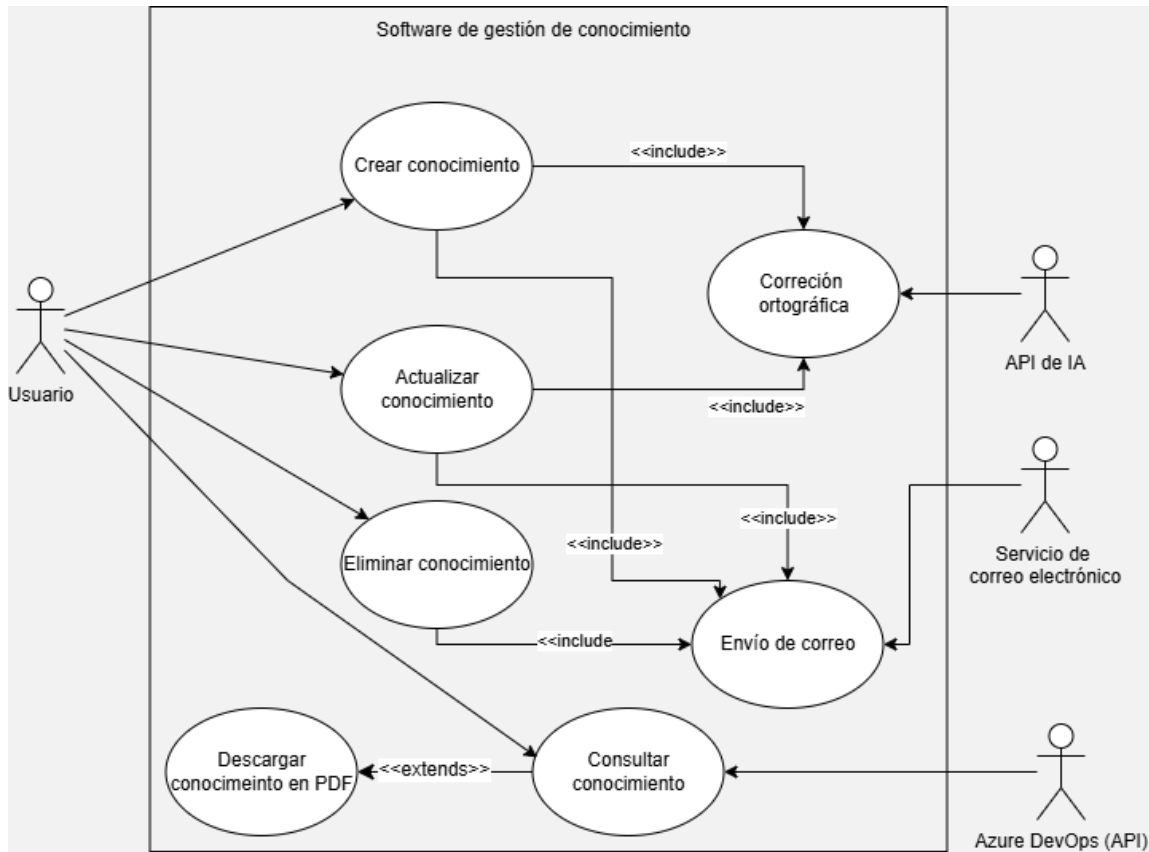 Software de gestión de conocimiento
Crear conocimiento
<<include>>
Correción
ortográfica
API de IA
Usuario
Actualizar
conocimiento
<<include>>
<<include>>
<<include>>
Eliminar conocimiento
Servicio de
correo electrónico
<<include
Envío de correo
Descargar
conocimeinto en PDF
<<extends>>
Consultar
conocimiento
Azure DevOps (API)